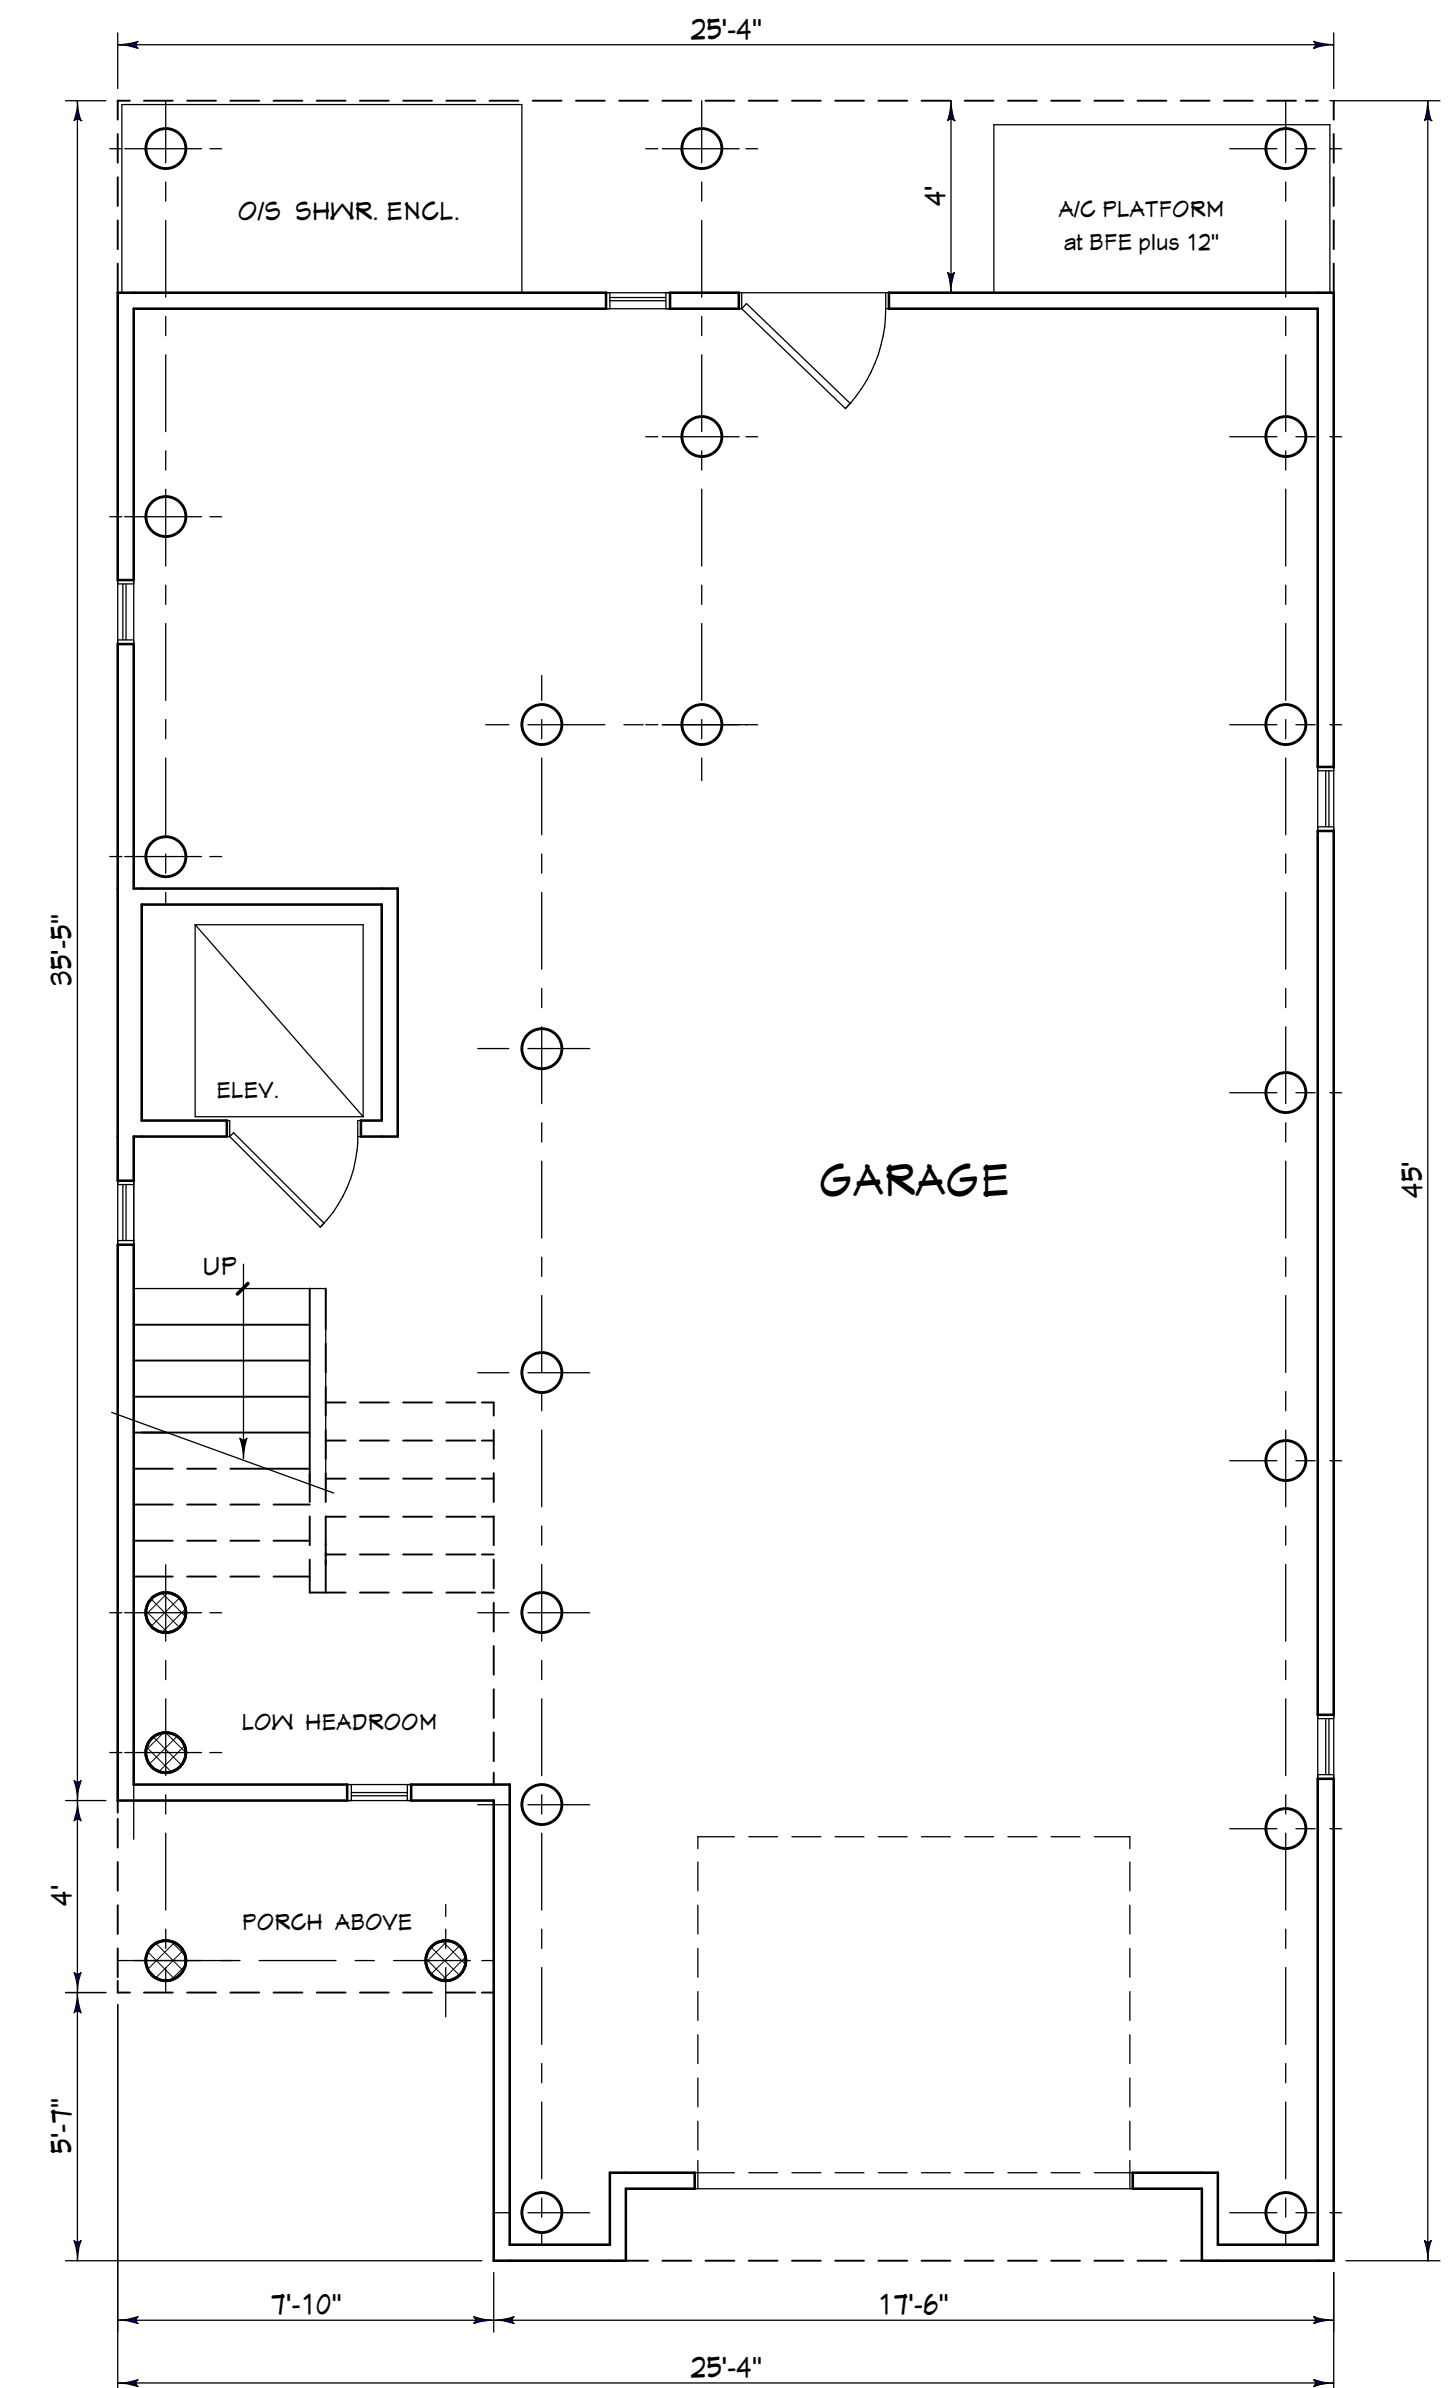 25'-4"
4'
O/S SHWR. ENCL.
A/C PLATFORM
at BFE plus 12"
35'-5"
ELEV.
GARAGE
45'
UP
LOW HEADROOM
4'
PORCH ABOVE
5'-7"
7'-10"
17'-6"
25'-4"